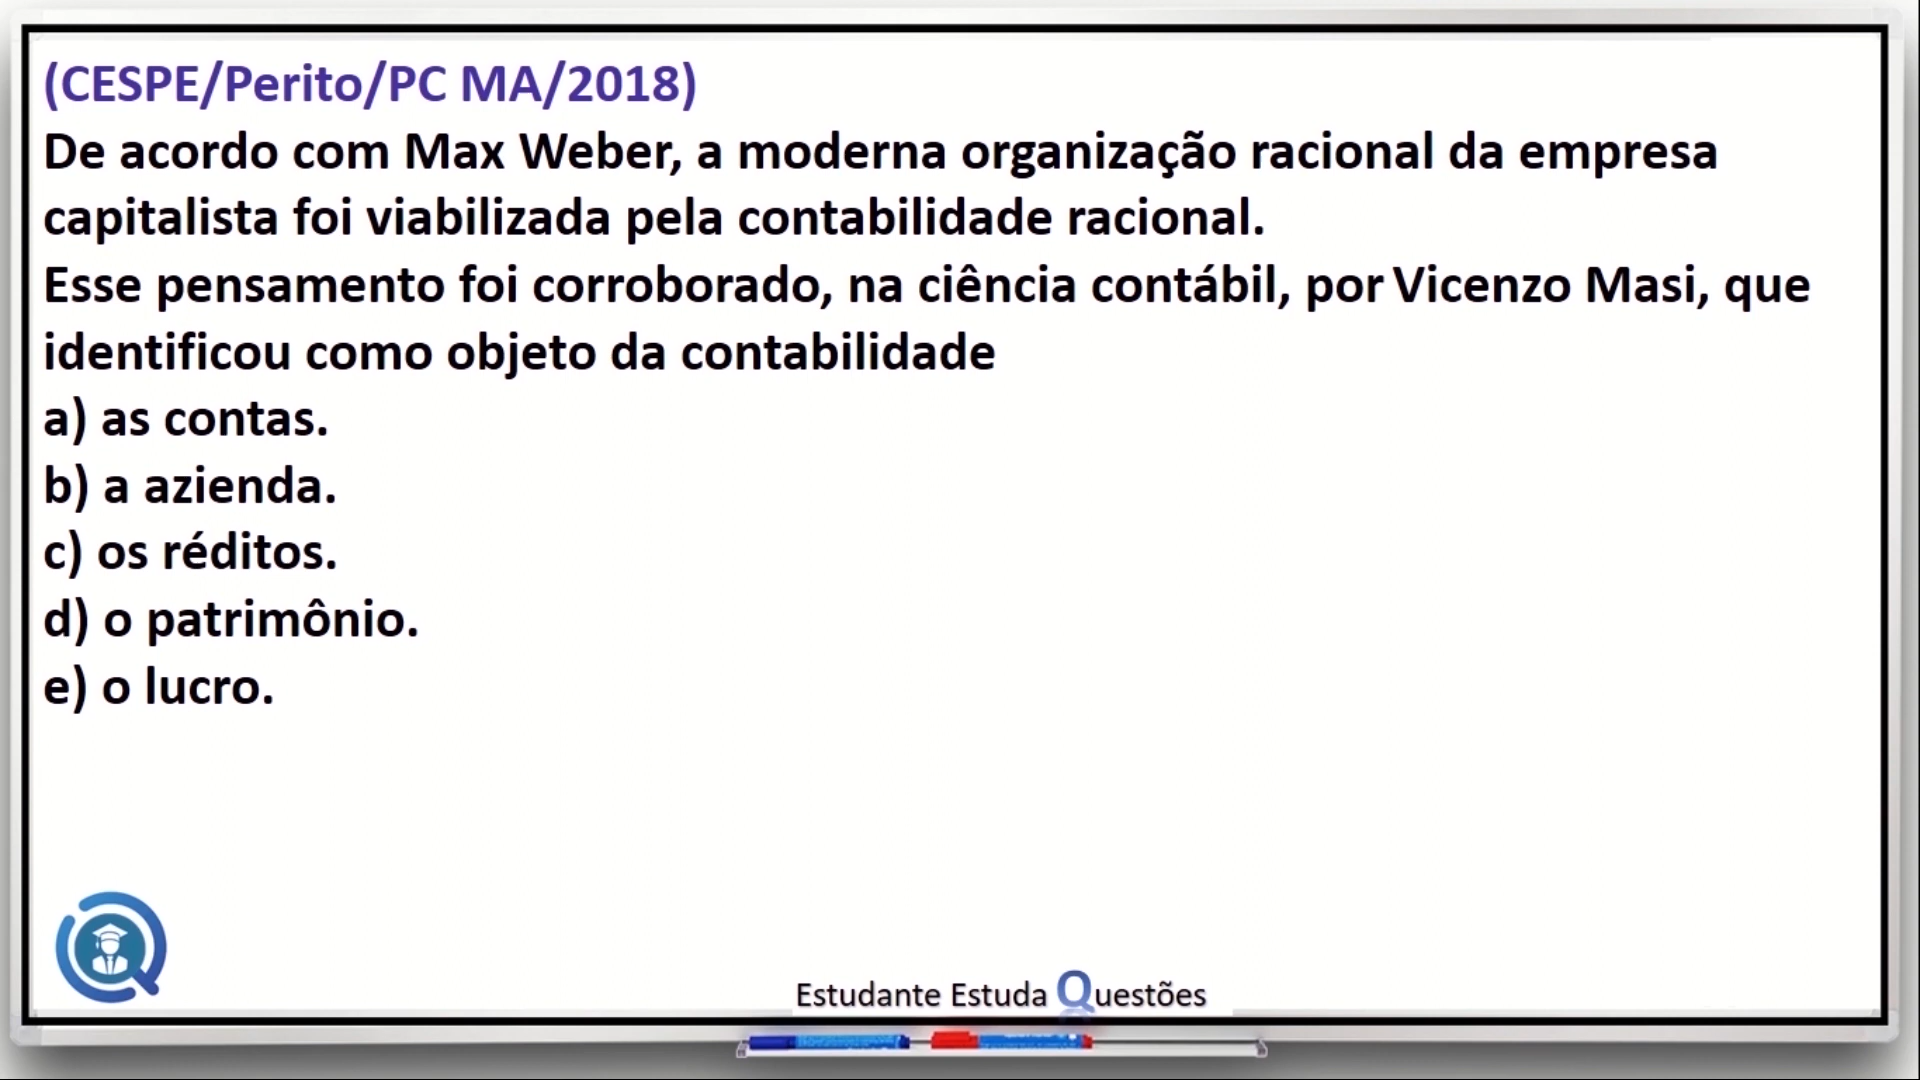 (CESPE/Perito/PC MA/2018)
De acordo com Max Weber, a moderna organização racional da empresa
capitalista foi viabilizada pela contabilidade racional.
Esse pensamento foi corroborado, na ciência contábil, por Vicenzo Masi, que
identificou como objeto da contabilidade
a) as contas.
b) a azienda.
c) os réditos.
d) o patrimônio.
e) o lucro.
Estudante Estuda Questões